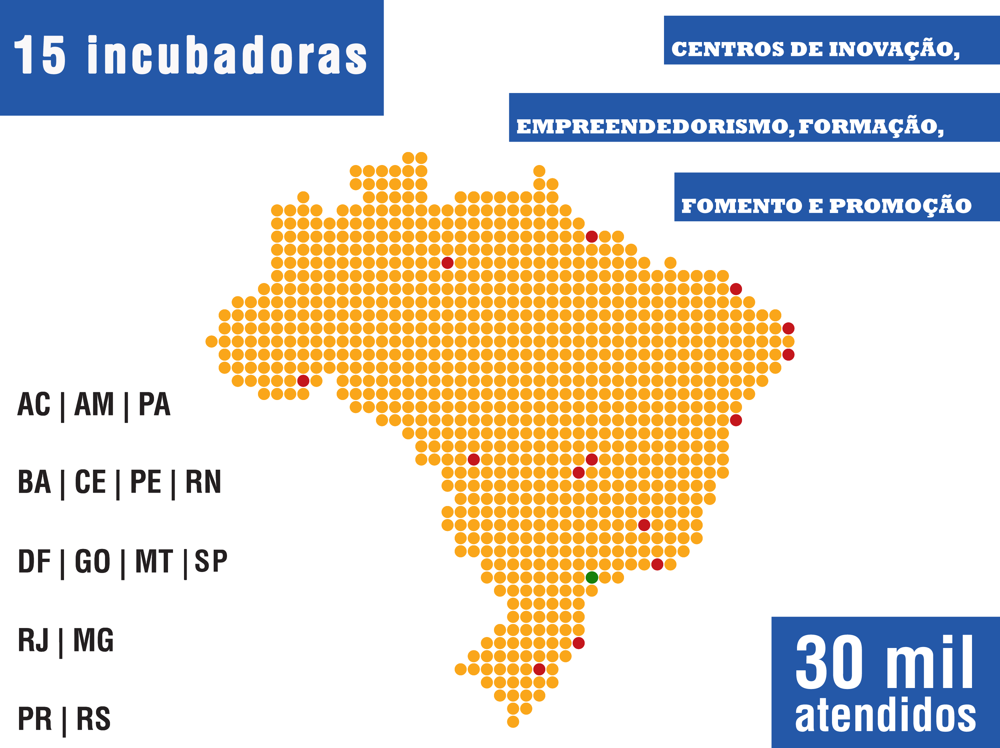 15 incubadoras
CENTROS DE INOVAÇÃO,
EMPREENDEDORISMO, FORMAÇÃO,
FOMENTO E PROMOÇÃO
AC | AM | PA
BA | CE | PE | RN
DF | GO | MT | SP
RJ | MG
PR | RS
30 mil
atendidos